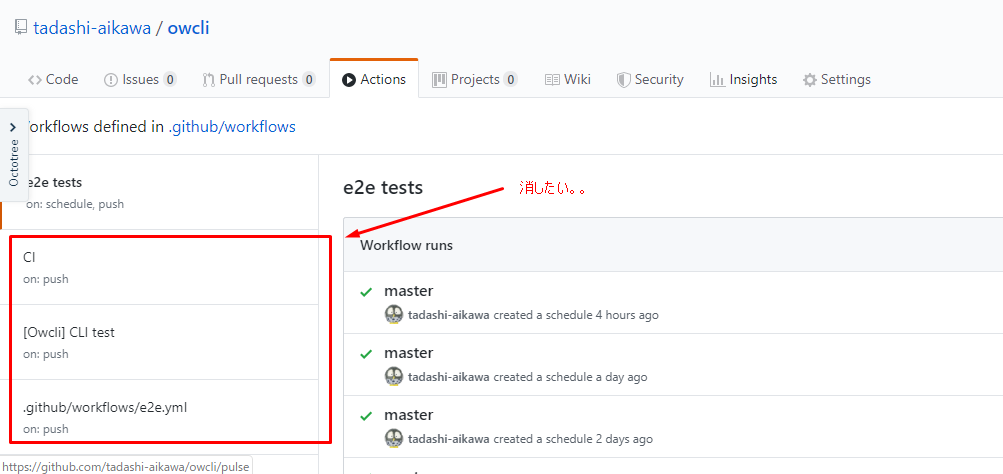 tadashi-aikawa / owcli
Code Issues 0 Pull requests 0 Actions Projects 0 Wiki Security Insights Settings
orkflows defined in .github/workflows
Octotree
e2e tests
on: schedule, push
CI
on: push
[Owcli] CLI test
on: push
.github/workflows/e2e.yml
on: push
e2e tests
消したい。。
Workflow runs
master
tadashi-aikawa created a schedule 4 hours ago
master
tadashi-aikawa created a schedule a day ago
master
tadashi-aikawa created a schedule 2 days ago
https://github.com/tadashi-aikawa/owcli/pulse